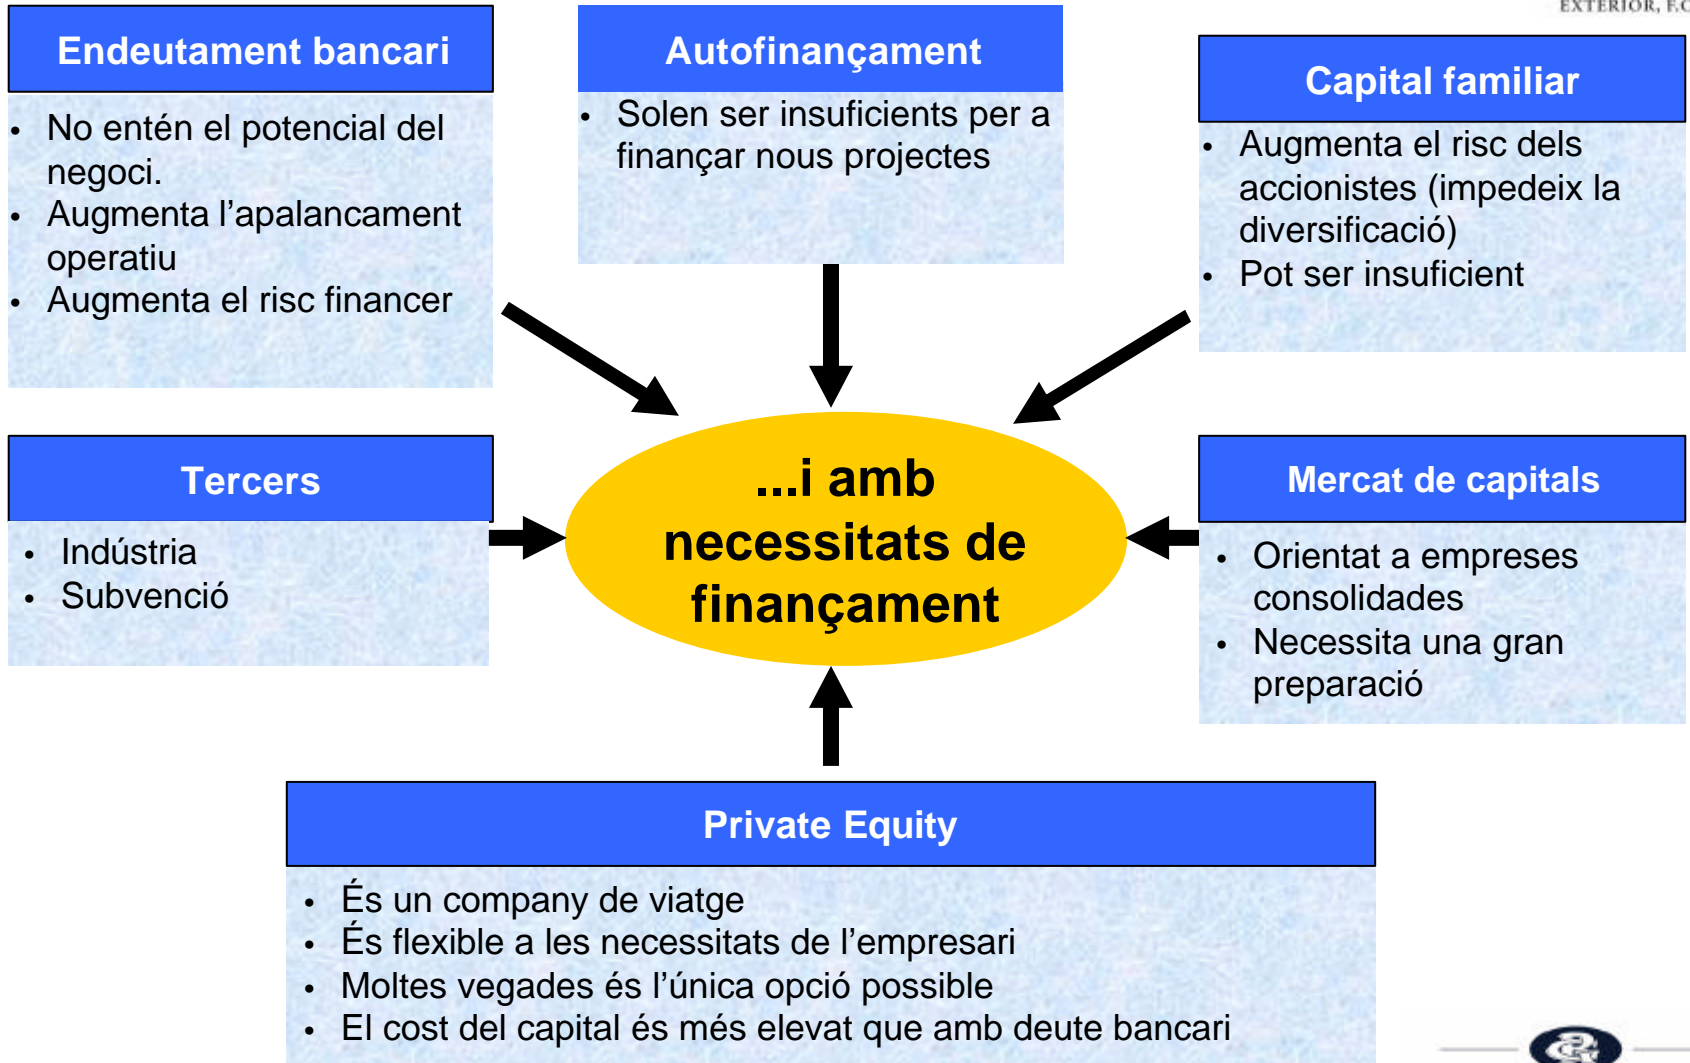 EXTERIOR, F.C
Endeutament bancari
• No entén el potencial del
negoci.
• Augmenta l’apalancament
operatiu
• Augmenta el risc financer
Autofinançament
• Solen ser insuficients per a
finançar nous projectes
Capital familiar
• Augmenta el risc dels
accionistes (impedeix la
diversificació)
• Pot ser insuficient
Tercers
• Indústria
• Subvenció
...i amb
necessitats de
finançament
Mercat de capitals
• Orientat a empreses
consolidades
• Necessita una gran
preparació
Private Equity
• És un company de viatge
• És flexible a les necessitats de l’empresari
• Moltes vegades és l’única opció possible
• El cost del capital és més elevat que amb deute bancari